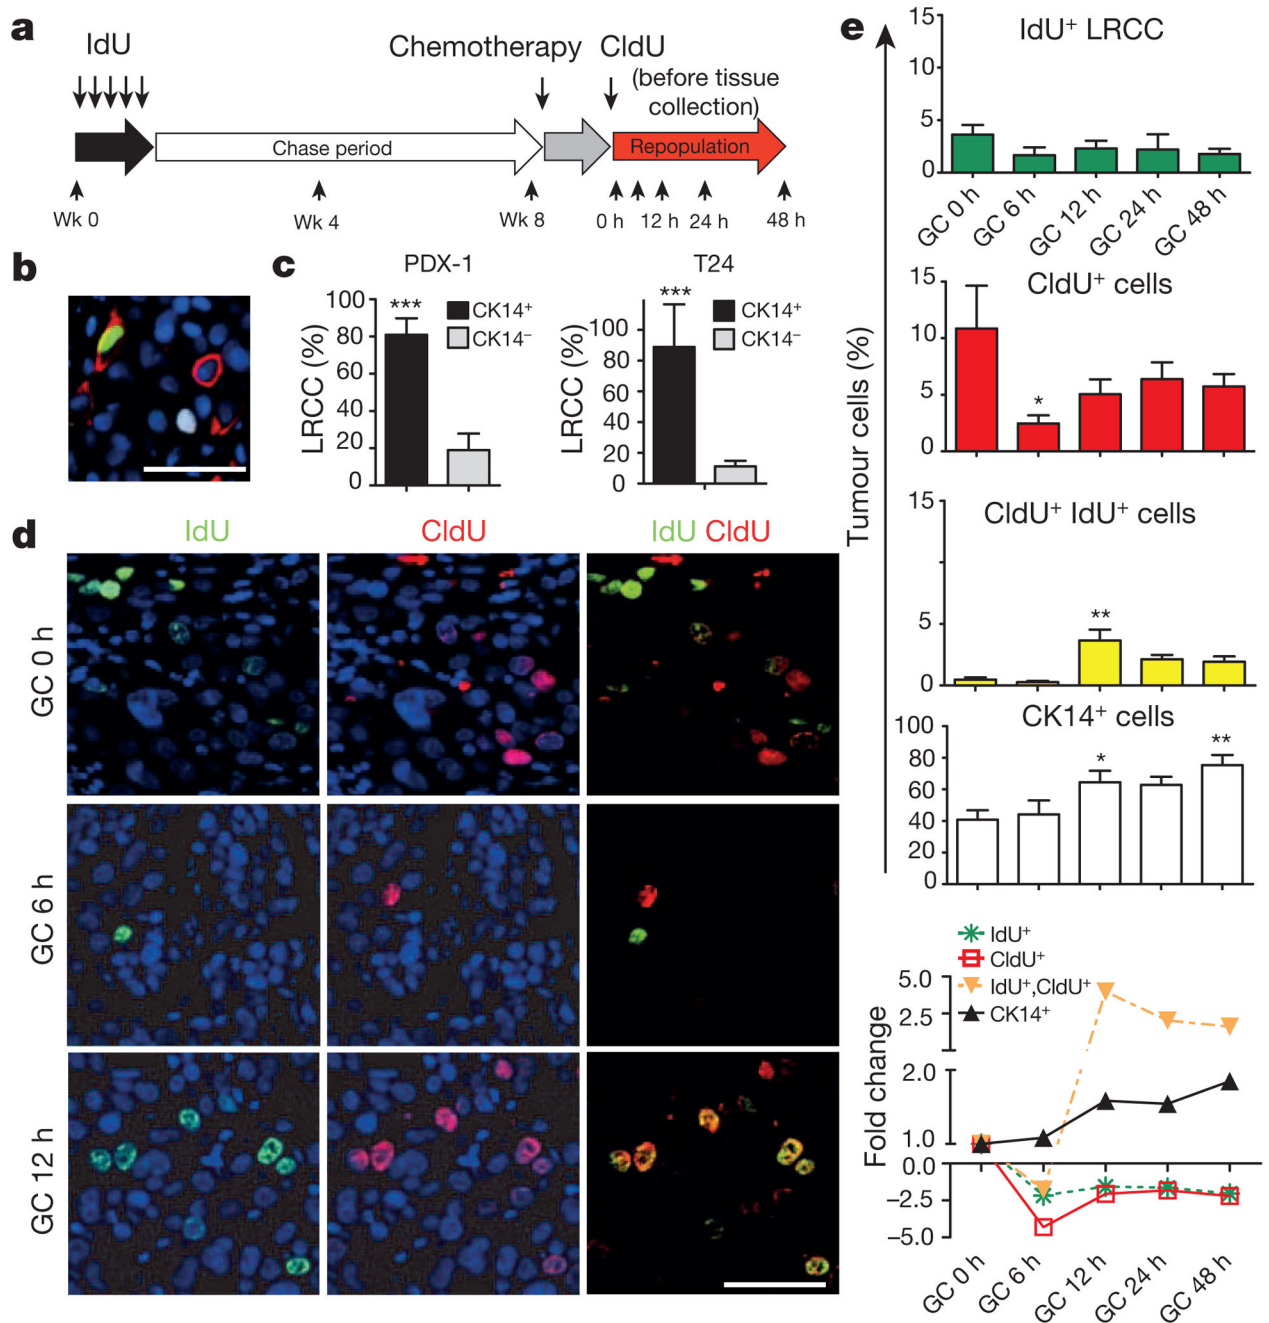 a
IdU
Chemotherapy
CldU
(before tissue
collection)
Chase period
Repopulation
Wk 0
Wk 4
Wk 8
0 h
12 h
24 h
48 h
b
c
PDX-1
LRCC (%)
100
80
60
40
20
0
***
CK14⁺
CK14⁻
T24
LRCC (%)
100
80
60
40
20
0
***
CK14⁺
CK14⁻
d
IdU
CldU
IdU CldU
GC 0 h
GC 6 h
GC 12 h
e
Tumour cells (%)
IdU⁺ LRCC
15
10
5
0
GC 0 h
GC 6 h
GC 12 h
GC 24 h
GC 48 h
CldU⁺ cells
15
10
5
0
*
CldU⁺ IdU⁺ cells
15
5
0
**
CK14⁺ cells
100
80
60
40
20
0
*
**
IdU⁺
CldU⁺
IdU⁺,CldU⁺
CK14⁺
Fold change
5.0
2.5
2.0
1.0
0.0
−2.5
−5.0
GC 0 h
GC 6 h
GC 12 h
GC 24 h
GC 48 h